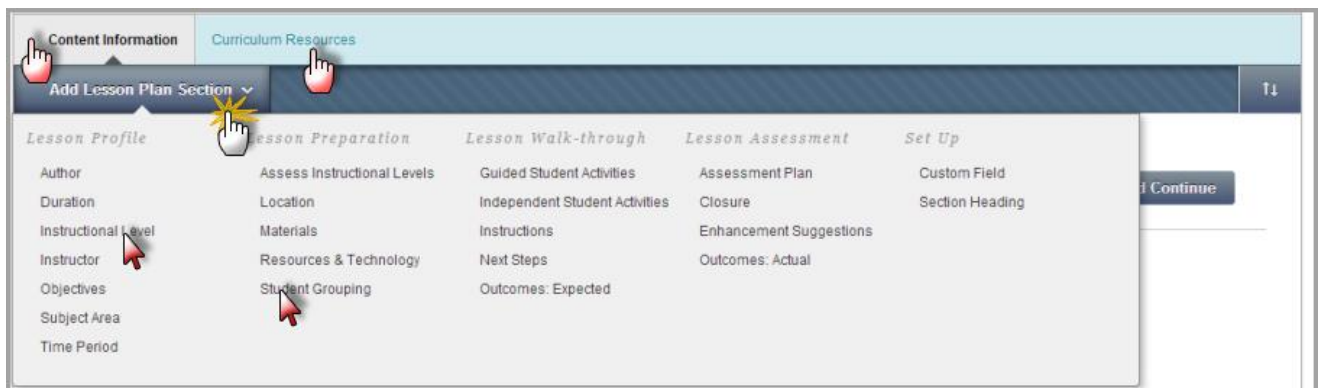 Content Information
Curriculum Resources
Add Lesson Plan Section
Lesson Profile
Author
Duration
Instructional Level
Instructor
Objectives
Subject Area
Time Period
Lesson Preparation
Assess Instructional Levels
Location
Materials
Resources & Technology
Student Grouping
Lesson Walk-through
Guided Student Activities
Independent Student Activities
Instructions
Next Steps
Outcomes: Expected
Lesson Assessment
Assessment Plan
Closure
Enhancement Suggestions
Outcomes: Actual
Set Up
Custom Field
Section Heading
Continue